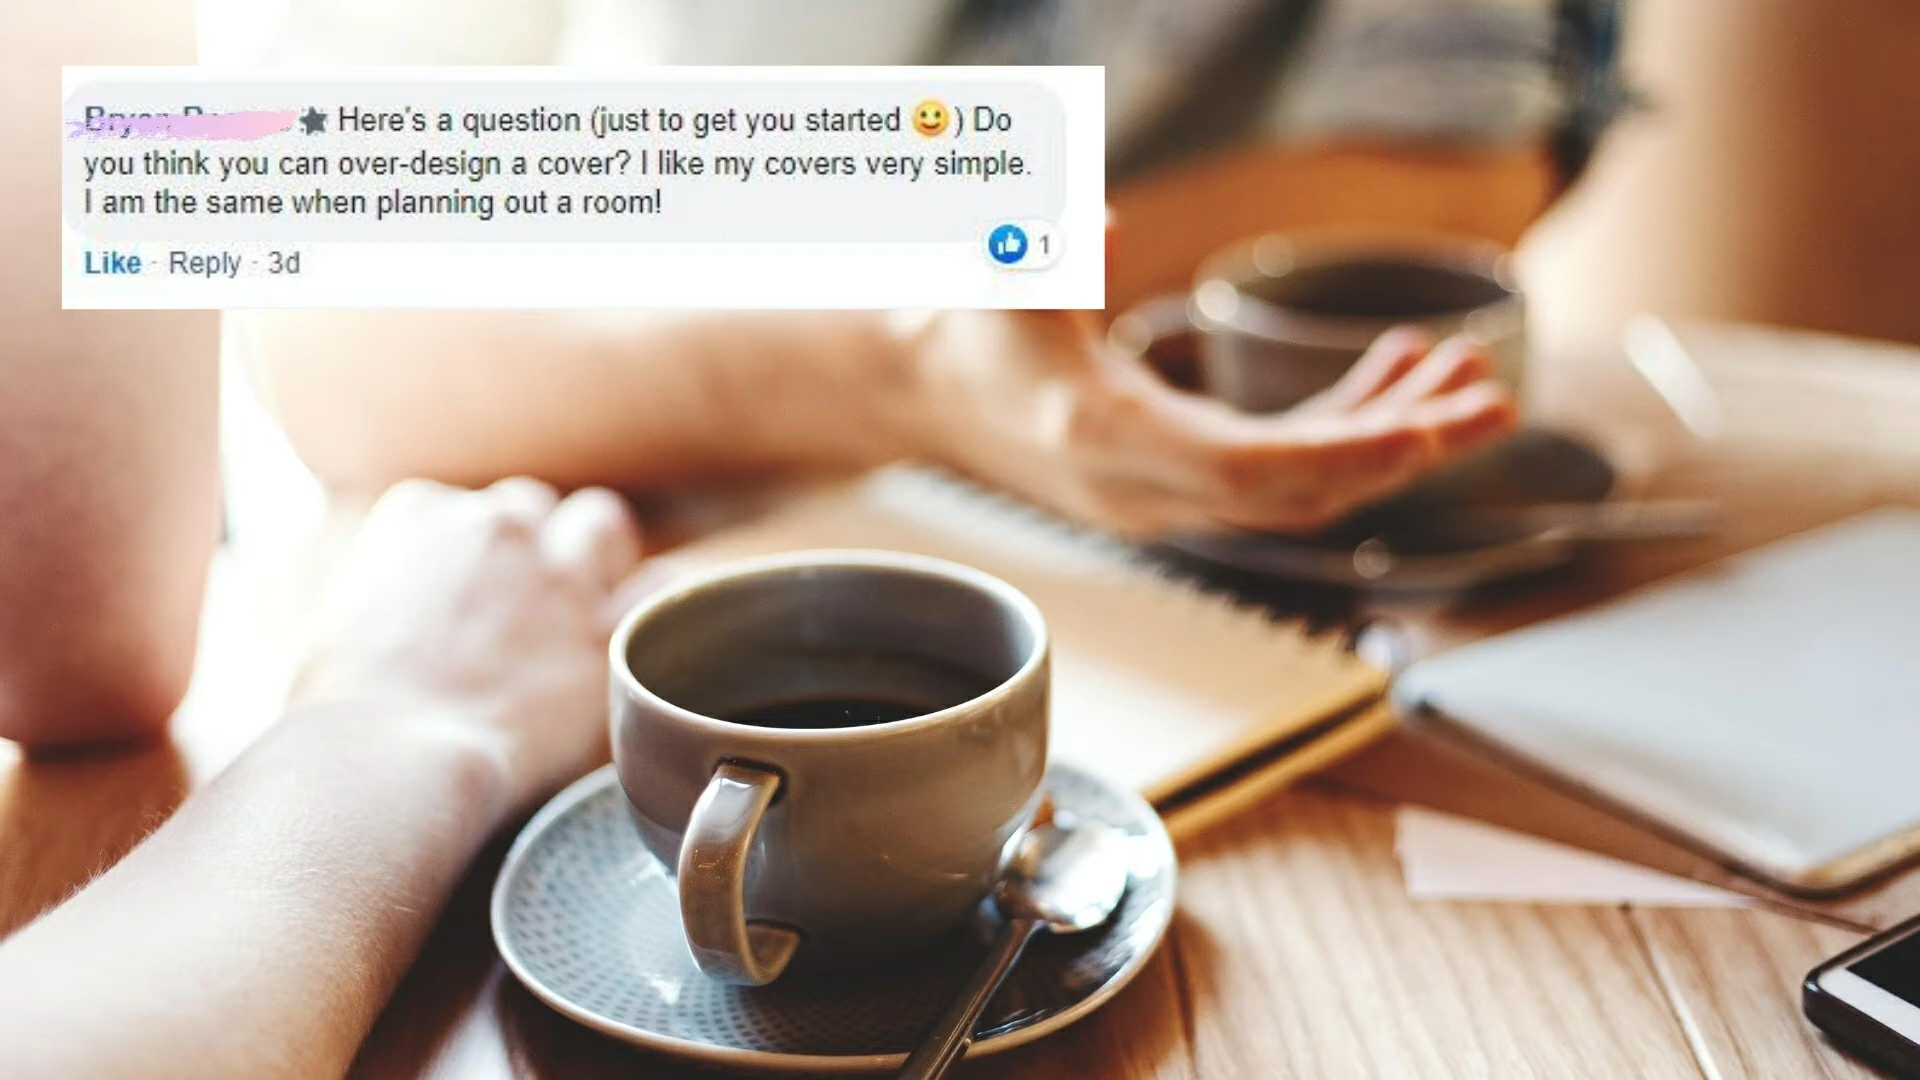 Here's a question (just to get you started 🙂) Do
you think you can over-design a cover? I like my covers very simple.
I am the same when planning out a room!
Like · Reply · 3d
1